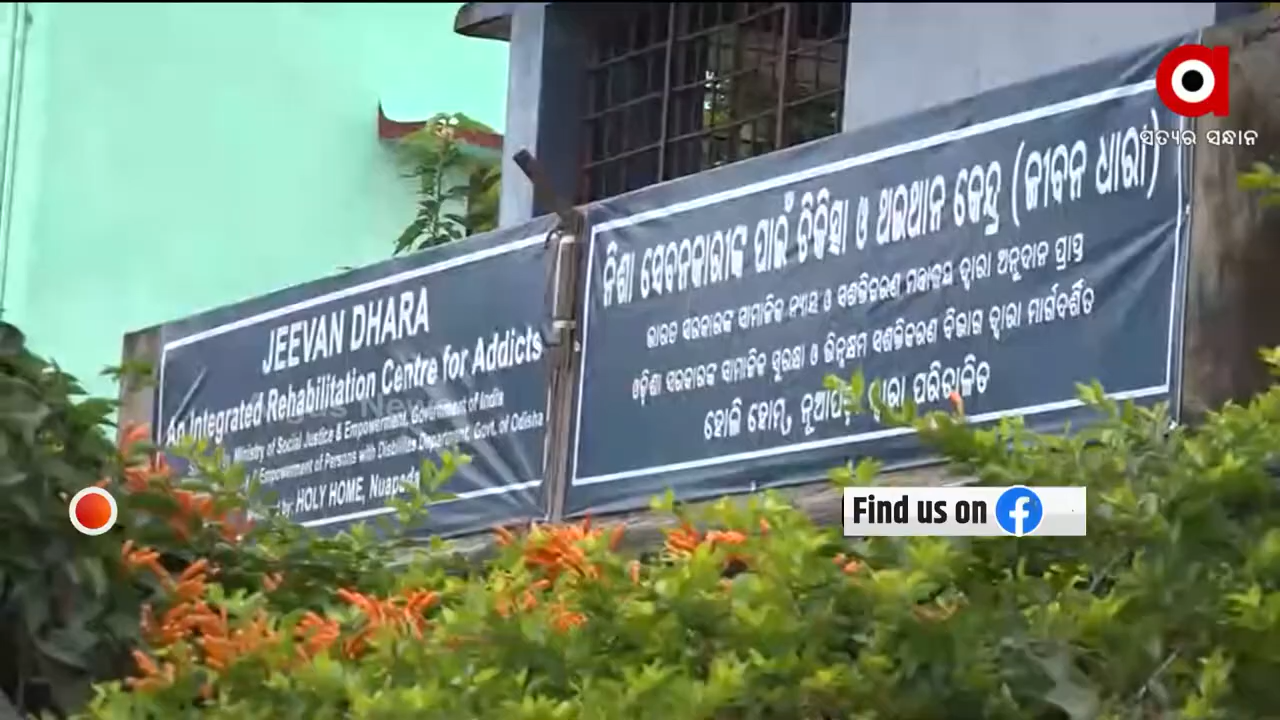 ସତ୍ୟର ସନ୍ଧାନ
JEEVAN DHARA
An Integrated Rehabilitation Centre for Addicts
Ministry of Social Justice & Empowerment, Government of India
Empowerment of Persons with Disabilities Department, Govt. of Odisha
by: HOLY HOME, Nuapada
ନିଶା ସେବନକାରୀଙ୍କ ପାଇଁ ଚିକିତ୍ସା ଓ ଥଇଥାନ କେନ୍ଦ୍ର (ଜୀବନ ଧାରା)
ଭାରତ ସରକାରଙ୍କ ସାମାଜିକ ନ୍ୟାୟ ଓ ସଶକ୍ତିକରଣ ମନ୍ତ୍ରାଳୟ ଦ୍ୱାରା ଅନୁଦାନ ପ୍ରାପ୍ତ
ଓଡ଼ିଶା ସରକାରଙ୍କ ସାମାଜିକ ସୁରକ୍ଷା ଓ ଭିନ୍ନକ୍ଷମ ସଶକ୍ତିକରଣ ବିଭାଗ ଦ୍ୱାରା ମାର୍ଗଦର୍ଶିତ
ହୋଲି ହୋମ୍, ନୂଆପଡ଼ା ଦ୍ୱାରା ପରିଚାଳିତ
Find us on